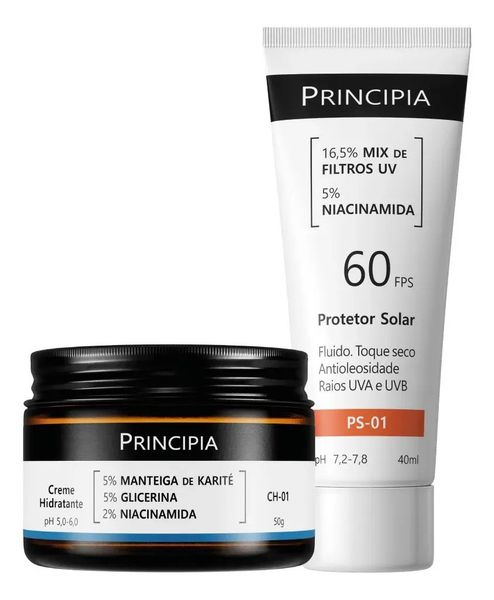 PRINCIPIA
16,5% MIX DE
FILTROS UV
5%
NIACINAMIDA
60 FPS
Protetor Solar
Fluido. Toque seco
Antioleosidade
Raios UVA e UVB
PS-01
pH 7,2-7,8 40ml
PRINCIPIA
Creme
Hidratante
pH 5,0-6,0
5% MANTEIGA DE KARITÉ
5% GLICERINA
2% NIACINAMIDA
CH-01
50g